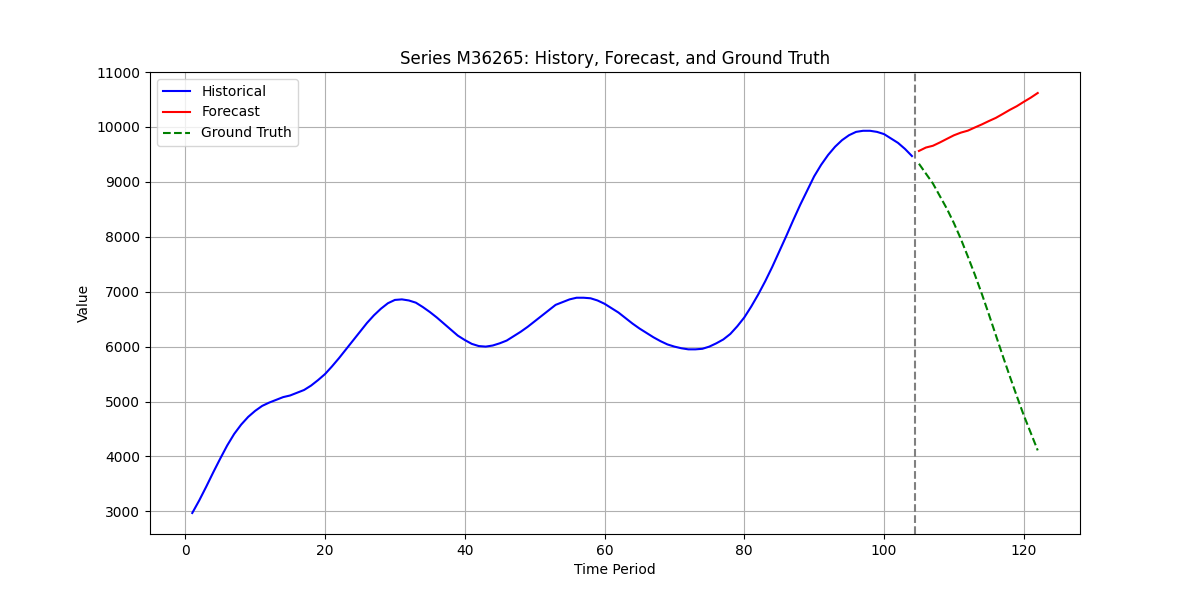 Series M36265: History, Forecast, and Ground Truth
Historical
Forecast
Ground Truth
11000
10000
9000
8000
7000
6000
5000
4000
3000
Value
0 20 40 60 80 100 120
Time Period